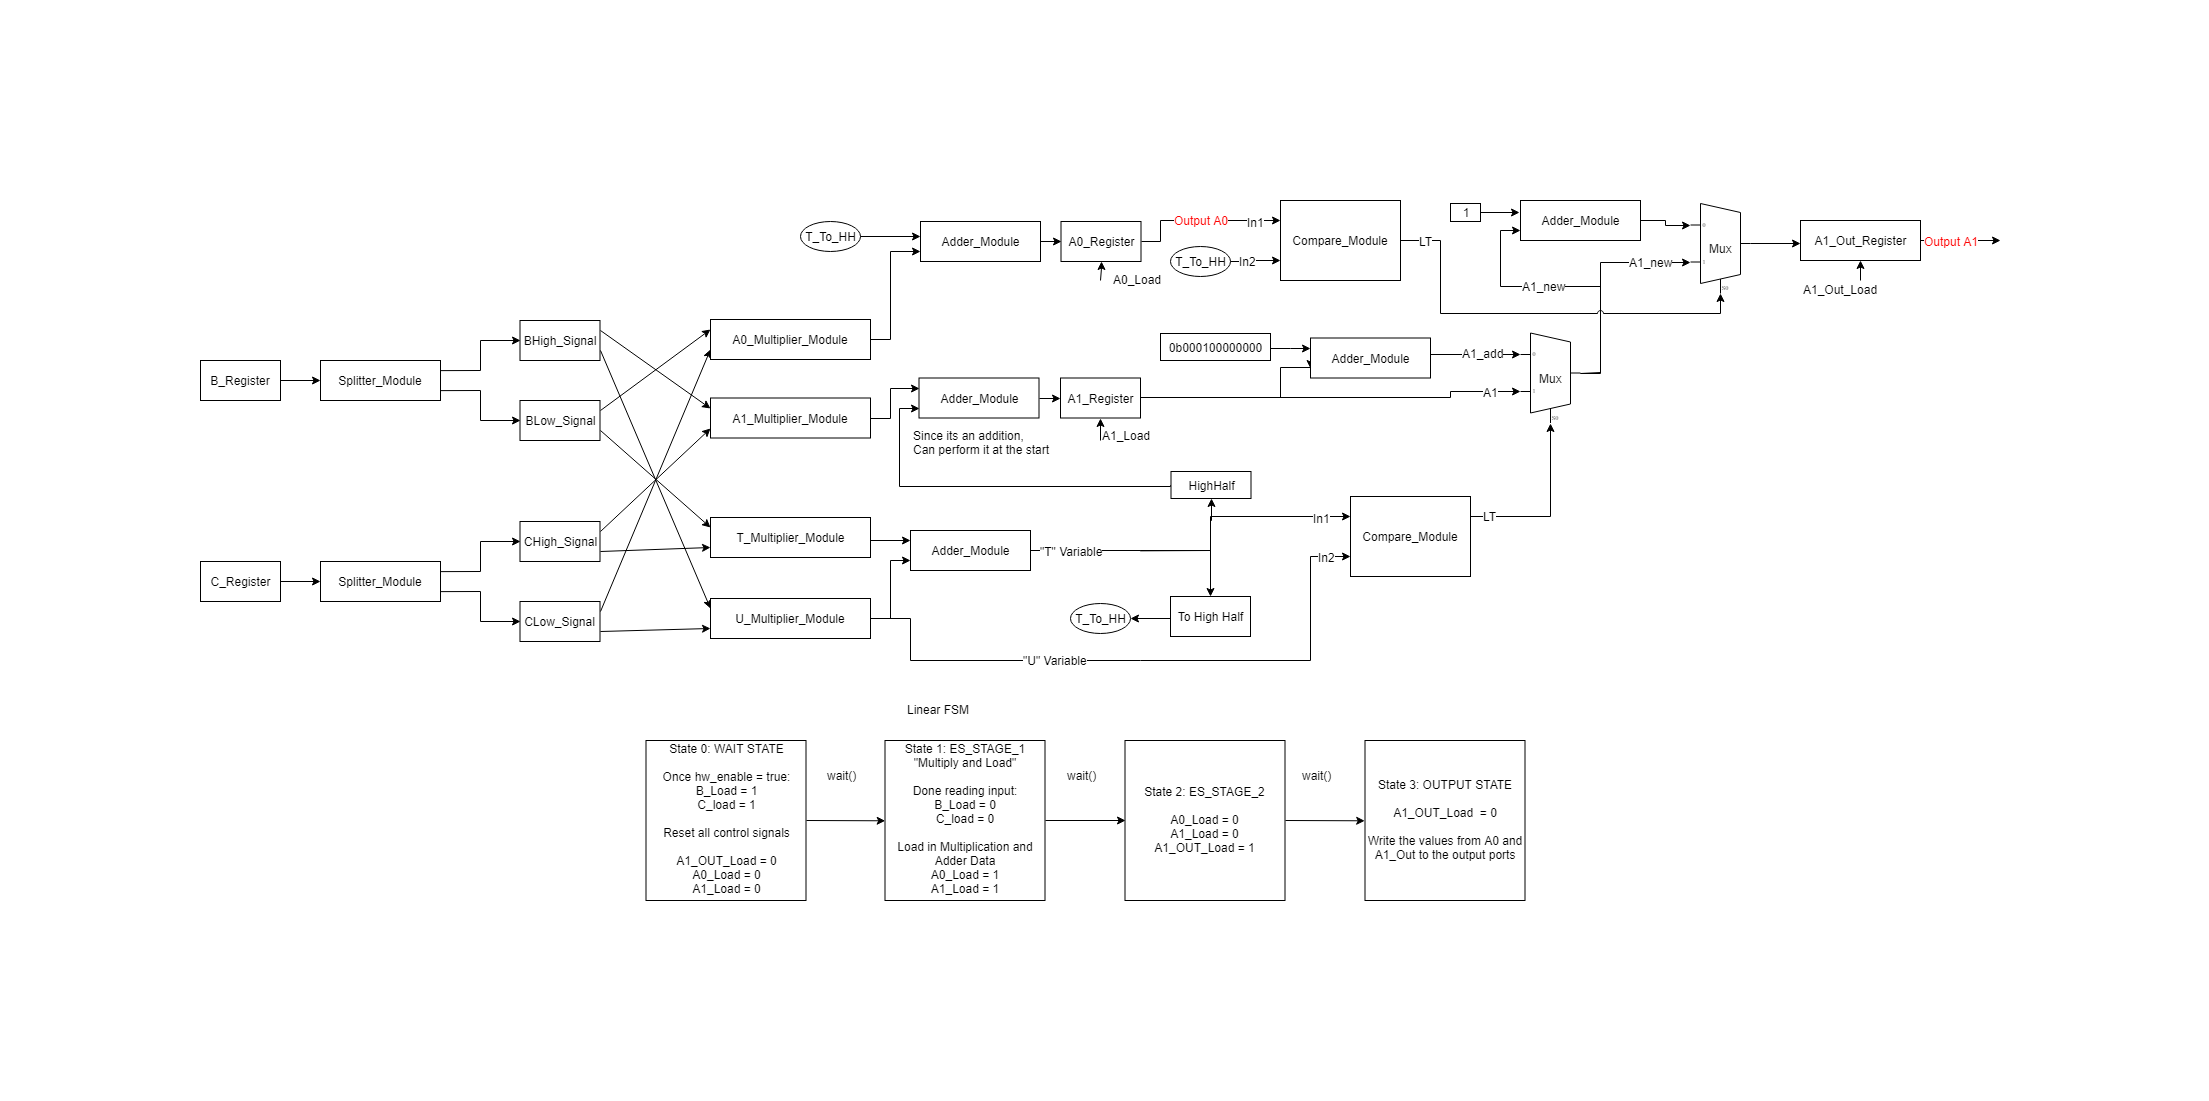 1
Adder_Module
T_To_HH
Adder_Module
A0_Register
Output A0
In1
Compare_Module
LT
T_To_HH
In2
A0_Load
A1_new
A1_new
0
1
Mux
S0
A1_Out_Register
Output A1
A1_Out_Load
BHigh_Signal
A0_Multiplier_Module
0b000100000000
Adder_Module
A1_add
0
1
Mux
S0
B_Register
Splitter_Module
BLow_Signal
A1_Multiplier_Module
Adder_Module
A1_Register
A1
A1_Load
Since its an addition,
Can perform it at the start
HighHalf
CHigh_Signal
T_Multiplier_Module
Adder_Module
"T" Variable
In1
Compare_Module
LT
In2
C_Register
Splitter_Module
CLow_Signal
U_Multiplier_Module
T_To_HH
To High Half
"U" Variable
Linear FSM
State 0: WAIT STATE
Once hw_enable = true:
B_Load = 1
C_load = 1
Reset all control signals
A1_OUT_Load = 0
A0_Load = 0
A1_Load = 0
wait()
State 1: ES_STAGE_1
"Multiply and Load"
Done reading input:
B_Load = 0
C_load = 0
Load in Multiplication and
Adder Data
A0_Load = 1
A1_Load = 1
wait()
State 2: ES_STAGE_2
A0_Load = 0
A1_Load = 0
A1_OUT_Load = 1
wait()
State 3: OUTPUT STATE
A1_OUT_Load  = 0
Write the values from A0 and
A1_Out to the output ports